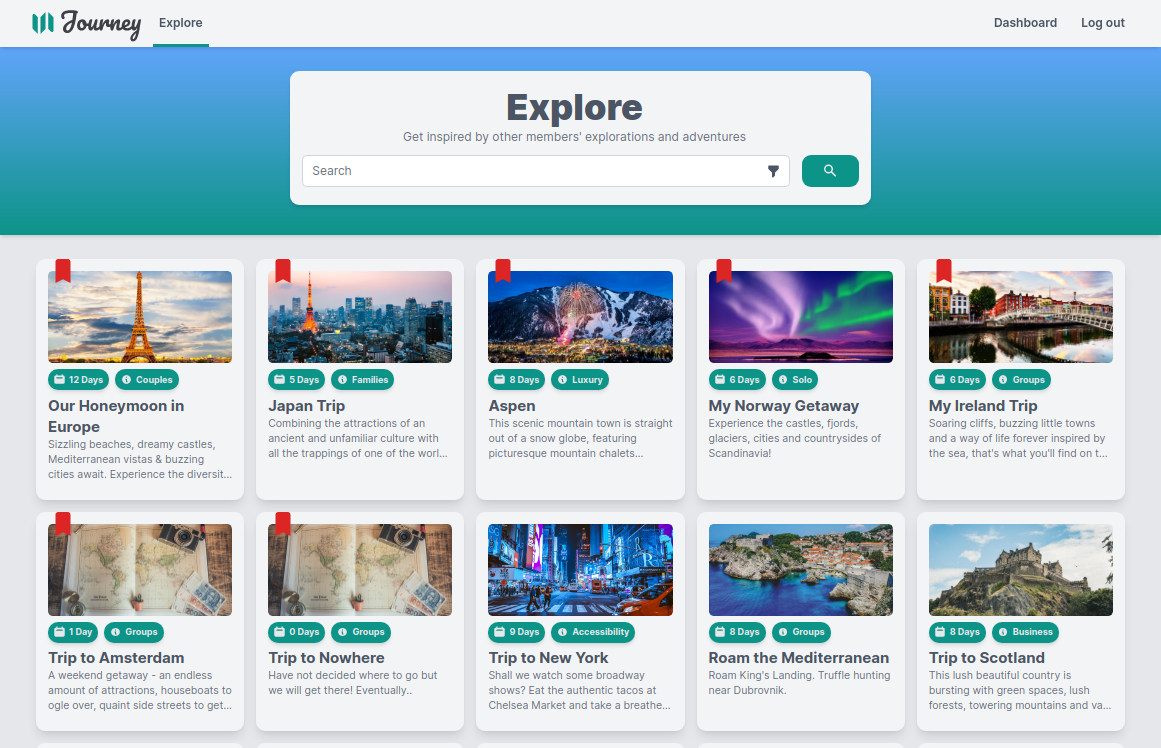 Journey
Explore
Dashboard
Log out
Explore
Get inspired by other members' explorations and adventures
Search
12 Days
Couples
Our Honeymoon in
Europe
Sizzling beaches, dreamy castles,
Mediterranean vistas & buzzing
cities await. Experience the diversit...
5 Days
Families
Japan Trip
Combining the attractions of an
ancient and unfamiliar culture with
all the trappings of one of the worl...
8 Days
Luxury
Aspen
This scenic mountain town is straight
out of a snow globe, featuring
picturesque mountain chalets...
6 Days
Solo
My Norway Getaway
Experience the castles, fjords,
glaciers, cities and countrysides of
Scandinavia!
6 Days
Groups
My Ireland Trip
Soaring cliffs, buzzing little towns
and a way of life forever inspired by
the sea, that's what you'll find on t...
1 Day
Groups
Trip to Amsterdam
A weekend getaway - an endless
amount of attractions, houseboats to
ogle over, quaint side streets to get...
0 Days
Groups
Trip to Nowhere
Have not decided where to go but
we will get there! Eventually..
9 Days
Accessibility
Trip to New York
Shall we watch some broadway
shows? Eat the authentic tacos at
Chelsea Market and take a breathe...
8 Days
Groups
Roam the Mediterranean
Roam King's Landing. Truffle hunting
near Dubrovnik.
8 Days
Business
Trip to Scotland
This lush beautiful country is
bursting with green spaces, lush
forests, towering mountains and va...